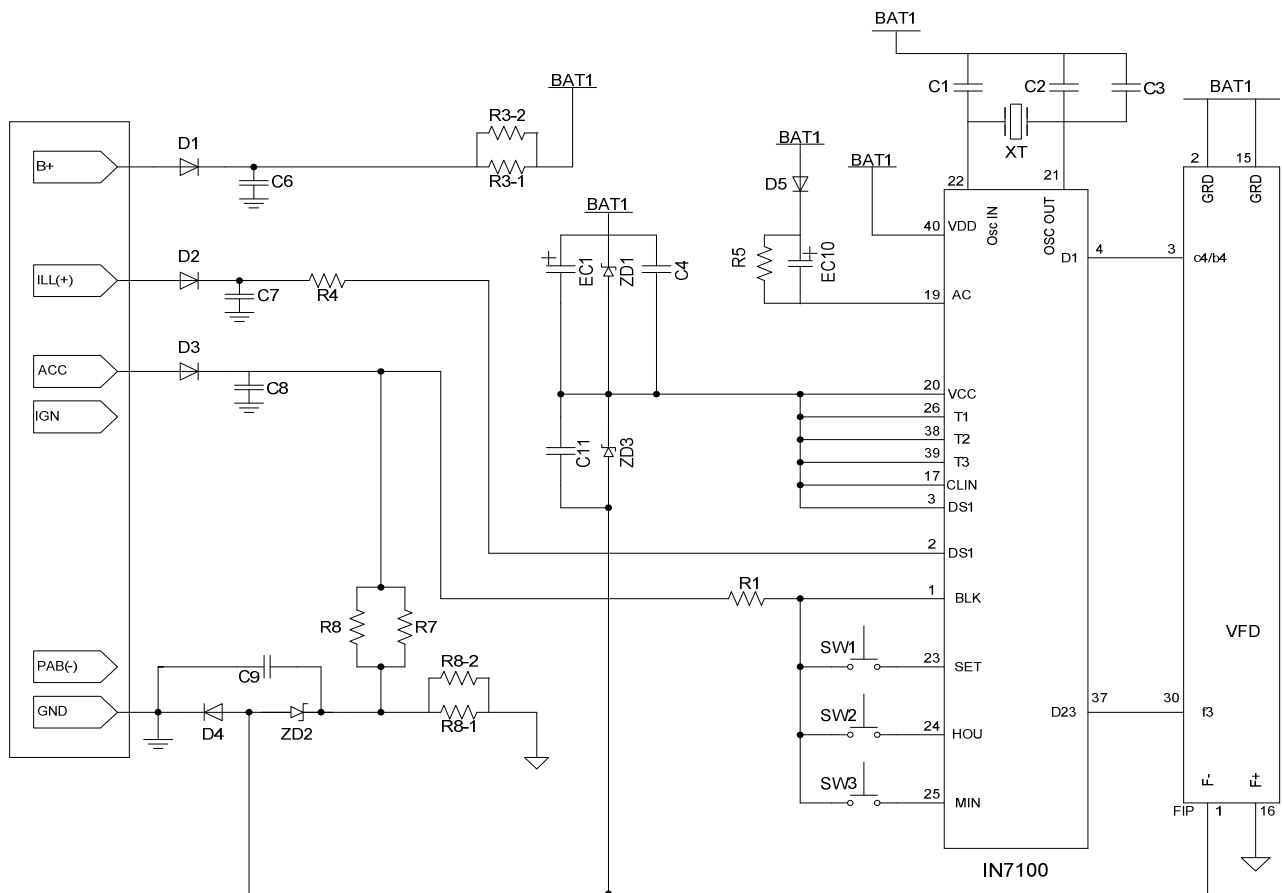 BAT1
C1
C2
C3
XT
BAT1
BAT1
R3-2
R3-1
D1
B+
C6
BAT1
D5
BAT1
R5
EC10
22
21
Osc IN
OSC OUT
40
VDD
D1
4
3
c4/b4
2
15
GRD
GRD
19
AC
BAT1
EC1
ZD1
C4
ILL(+)
D2
C7
R4
ACC
D3
C8
IGN
C11
ZD3
20
VCC
26
T1
38
T2
39
T3
17
CLIN
3
DS1
2
DS1
R1
1
BLK
R8
R7
SW1
23
SET
VFD
PAB(-)
C9
R8-2
R8-1
GND
D4
ZD2
SW2
24
HOU
D23
37
30
f3
SW3
25
MIN
F-
F+
FIP
1
16
IN7100